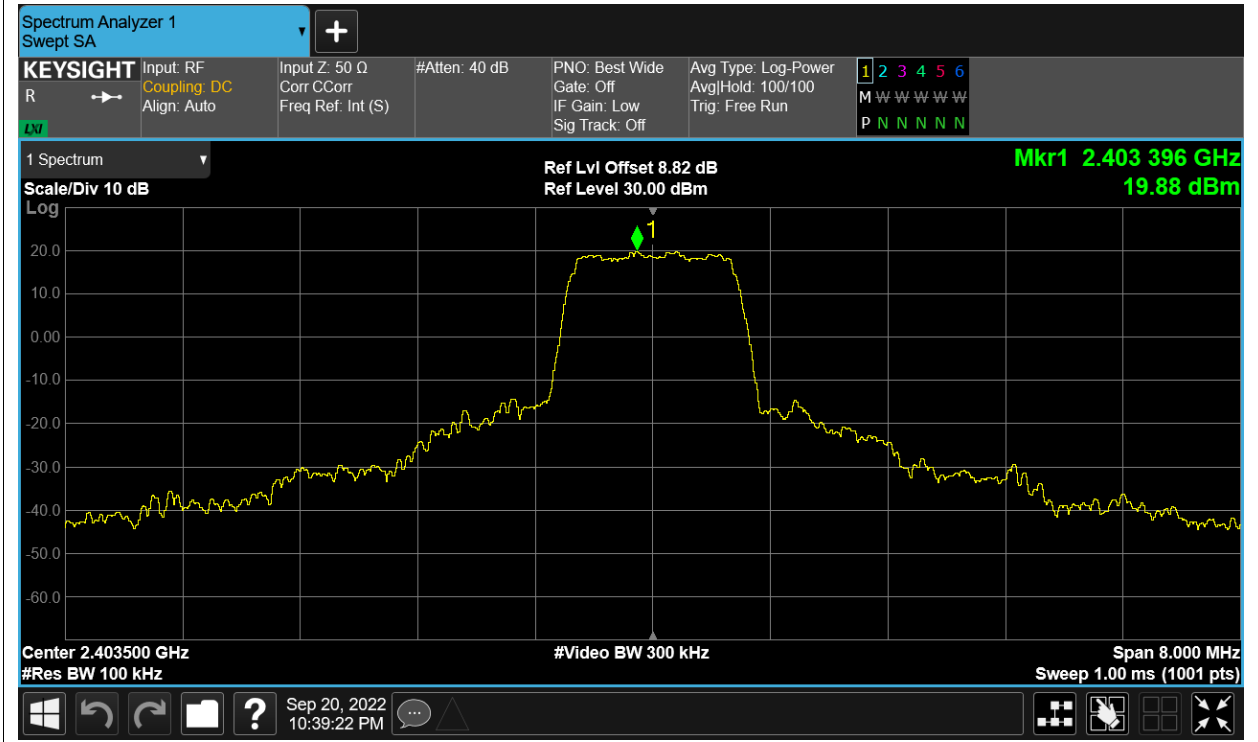 Spectrum Analyzer 1
Swept SA
KEYSIGHT
R
LXI
Input: RF
Coupling: DC
Align: Auto
Input Z: 50 Ω
Corr CCorr
Freq Ref: Int (S)
#Atten: 40 dB
PNO: Best Wide
Gate: Off
IF Gain: Low
Sig Track: Off
Avg Type: Log-Power
Avg|Hold: 100/100
Trig: Free Run
1 2 3 4 5 6
M W W W W W
P N N N N N
1 Spectrum
Scale/Div 10 dB
Log
Ref Lvl Offset 8.82 dB
Ref Level 30.00 dBm
Mkr1 2.403 396 GHz
19.88 dBm
1
20.0
10.0
0.00
-10.0
-20.0
-30.0
-40.0
-50.0
-60.0
Center 2.403500 GHz
#Res BW 100 kHz
#Video BW 300 kHz
Span 8.000 MHz
Sweep 1.00 ms (1001 pts)
?
Sep 20, 2022
10:39:22 PM